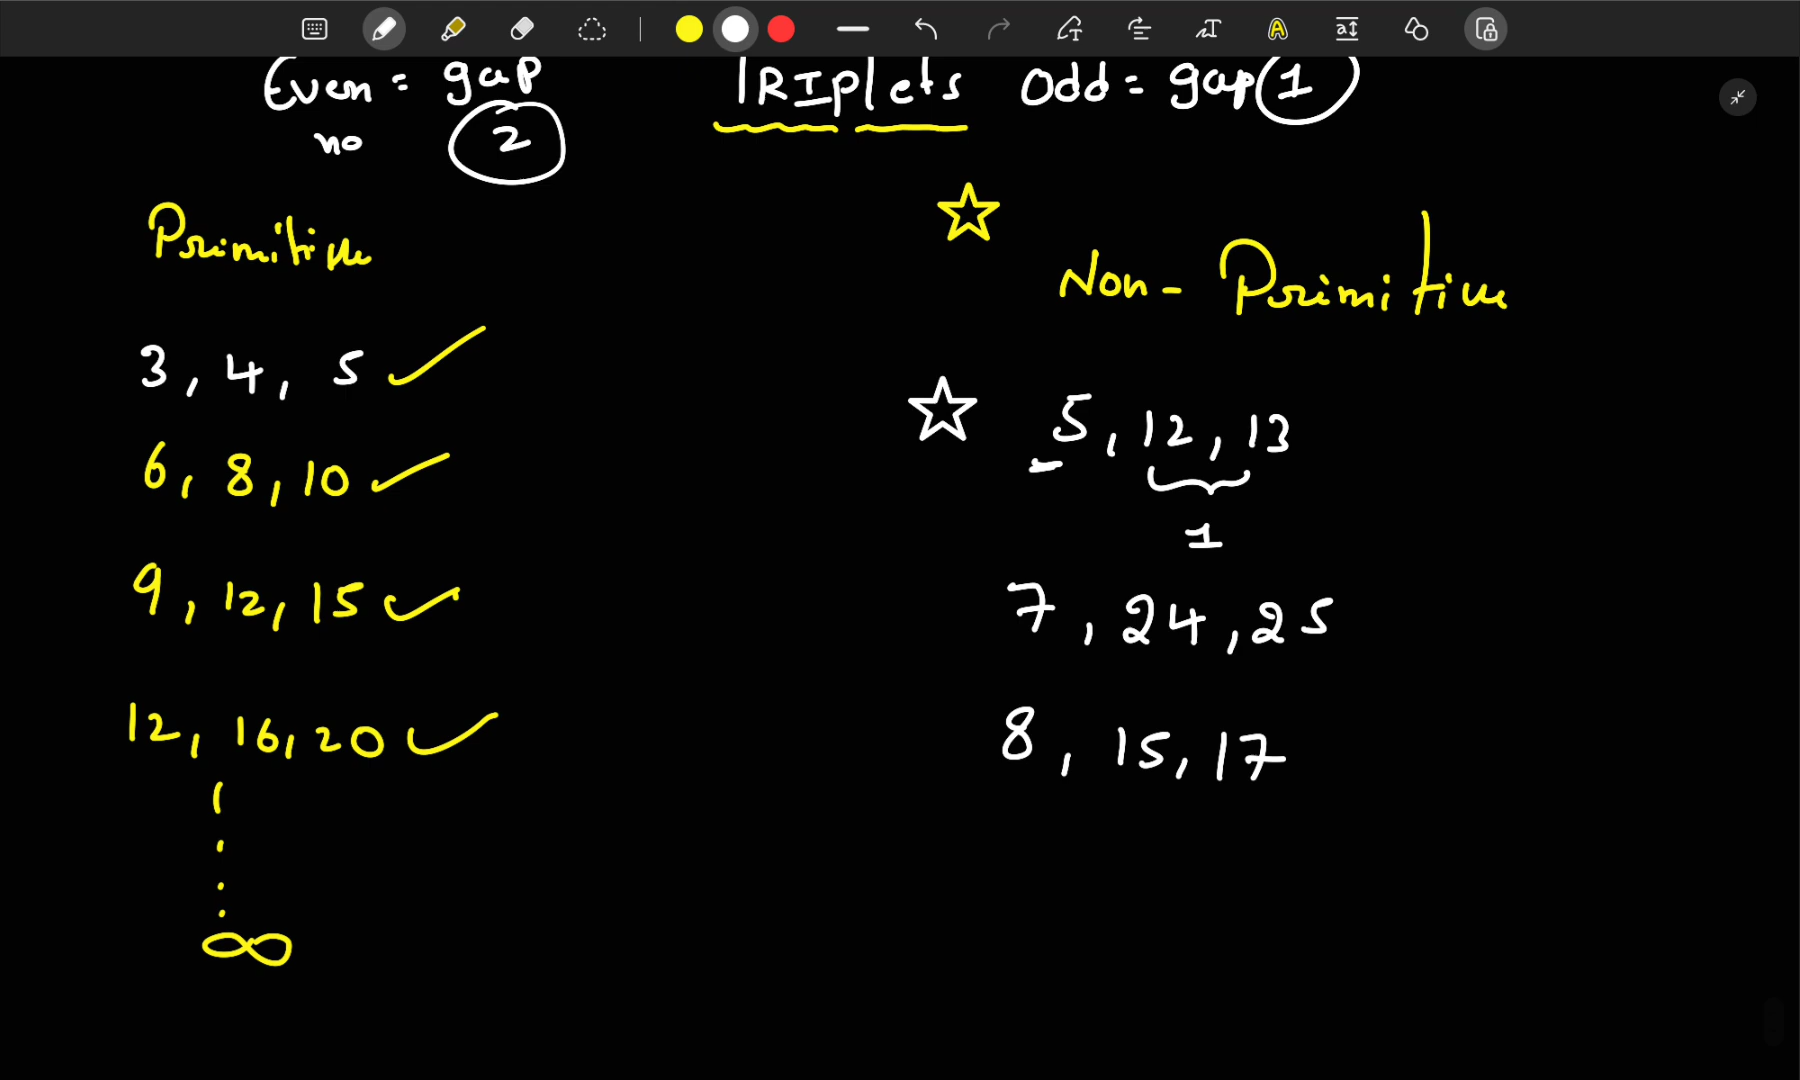 Even = gap TRIplets Odd = gap 1
no 2
Primitive
Non - Primitive
3, 4, 5
5, 12, 13
6, 8, 10
1
9, 12, 15
7, 24, 25
12, 16, 20
8, 15, 17
∞